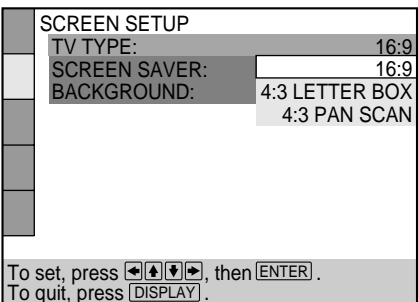 SCREEN SETUP
TV TYPE: 16:9
SCREEN SAVER: 16:9
BACKGROUND: 4:3 LETTER BOX
4:3 PAN SCAN
To set, press ←↑↓→, then ENTER.
To quit, press DISPLAY.